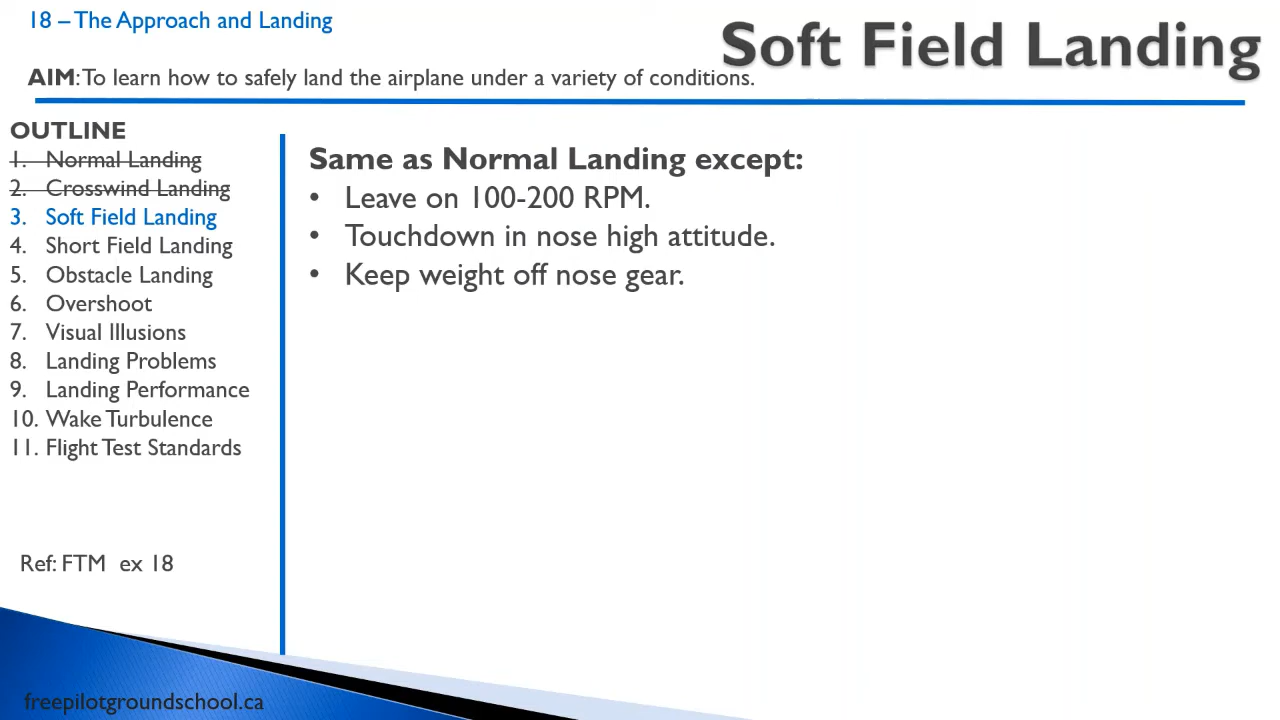 18 – The Approach and Landing
Soft Field Landing
AIM: To learn how to safely land the airplane under a variety of conditions.
OUTLINE
1. Normal Landing
2. Crosswind Landing
3. Soft Field Landing
4. Short Field Landing
5. Obstacle Landing
6. Overshoot
7. Visual Illusions
8. Landing Problems
9. Landing Performance
10. Wake Turbulence
11. Flight Test Standards
Ref: FTM ex 18
Same as Normal Landing except:
• Leave on 100-200 RPM.
• Touchdown in nose high attitude.
• Keep weight off nose gear.
freepilotgroundschool.ca